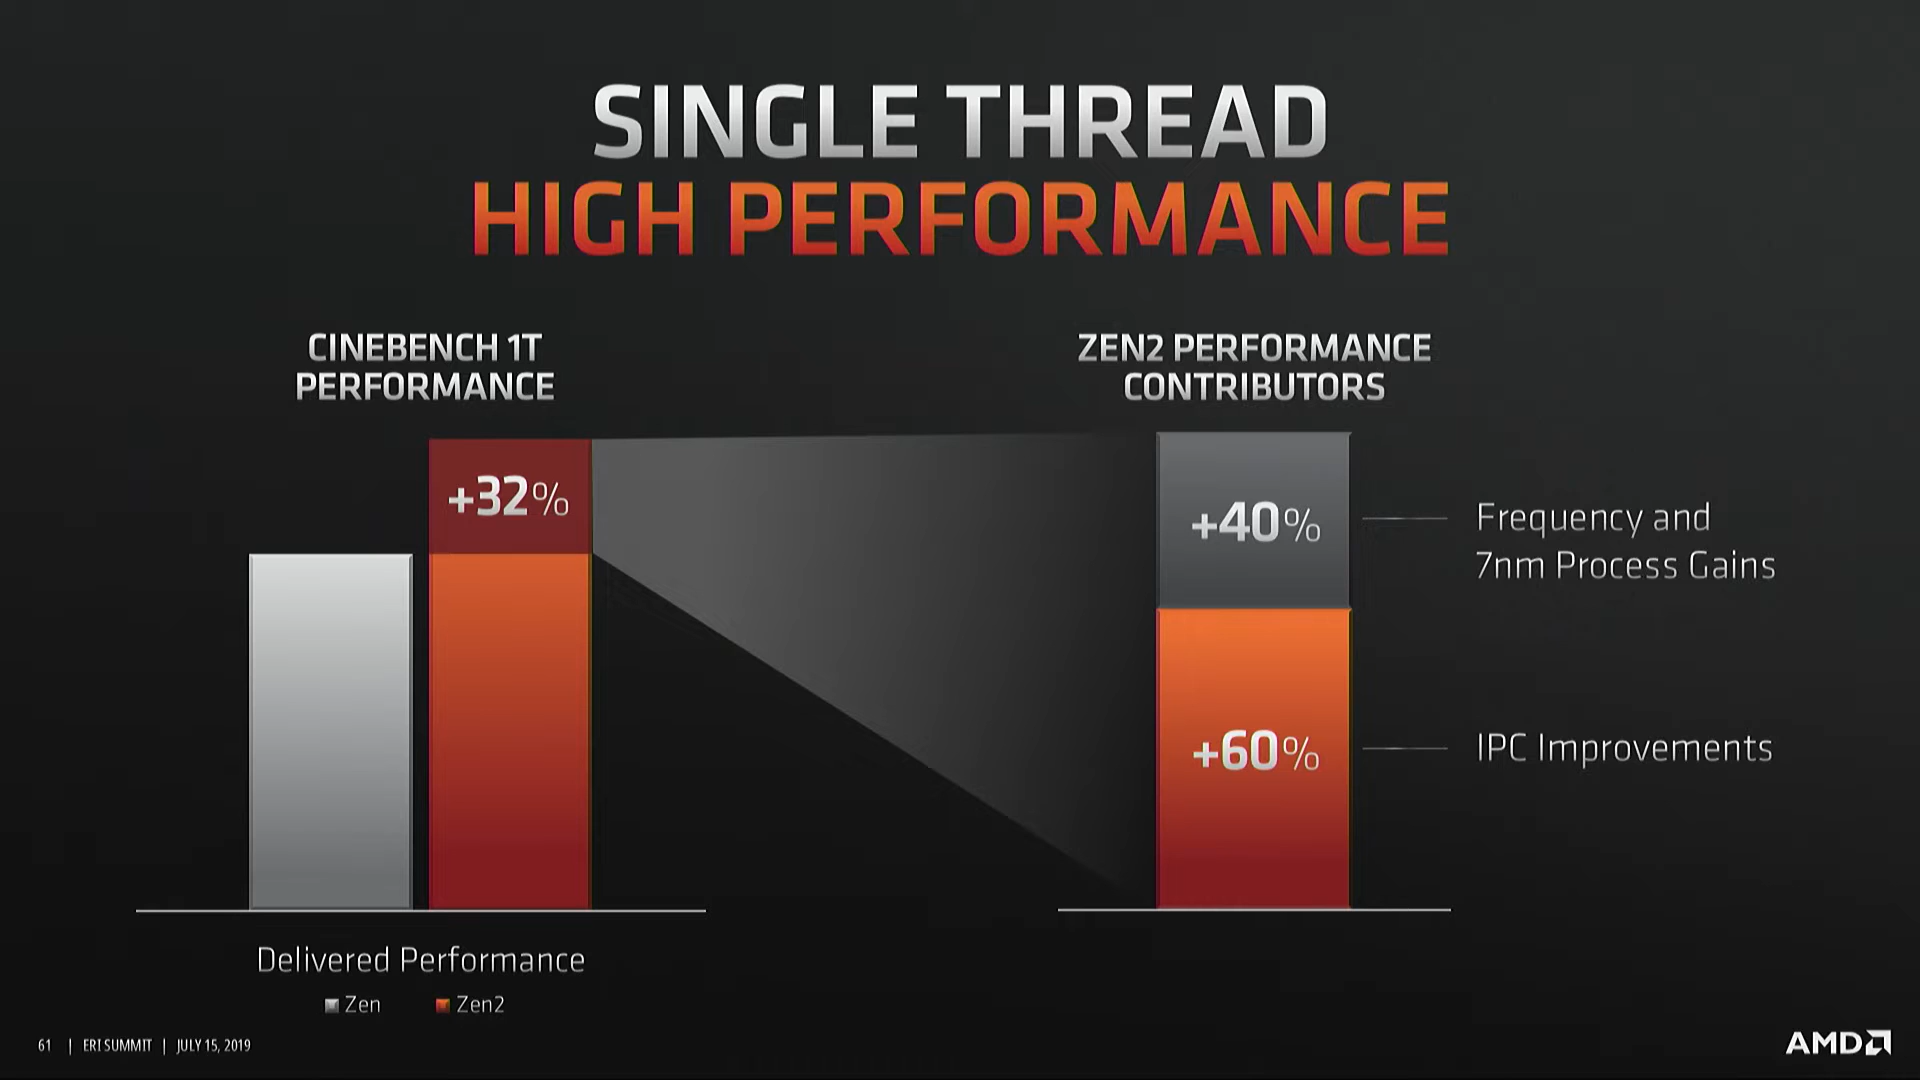 SINGLE THREAD
HIGH PERFORMANCE
CINEBENCH 1T
PERFORMANCE
+32%
Delivered Performance
Zen
Zen2
ZEN2 PERFORMANCE
CONTRIBUTORS
+40%
Frequency and
7nm Process Gains
+60%
IPC Improvements
61 | ERI SUMMIT | JULY 15, 2019
AMD